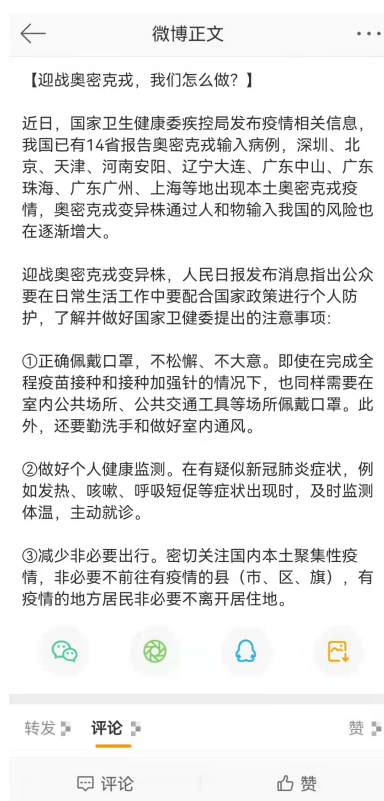 微博正文
【迎战奥密克戎，我们怎么做？】
近日，国家卫生健康委疾控局发布疫情相关信息，
我国已有14省报告奥密克戎输入病例，深圳、北
京、天津、河南安阳、辽宁大连、广东中山、广东
珠海、广东广州、上海等地出现本土奥密克戎疫
情，奥密克戎变异株通过人和物输入我国的风险也
在逐渐增大。
迎战奥密克戎变异株，人民日报发布消息指出公众
要在日常生活工作中要配合国家政策进行个人防
护，了解并做好国家卫健委提出的注意事项：
①正确佩戴口罩，不松懈、不大意。即使在完成全
程疫苗接种和接种加强针的情况下，也同样需要在
室内公共场所、公共交通工具等场所佩戴口罩。此
外，还要勤洗手和做好室内通风。
②做好个人健康监测。在有疑似新冠肺炎症状，例
如发热、咳嗽、呼吸短促等症状出现时，及时监测
体温，主动就诊。
③减少非必要出行。密切关注国内本土聚集性疫
情，非必要不前往有疫情的县（市、区、旗），有
疫情的地方居民非必要不离开居住地。
转发 评论 赞
评论 赞